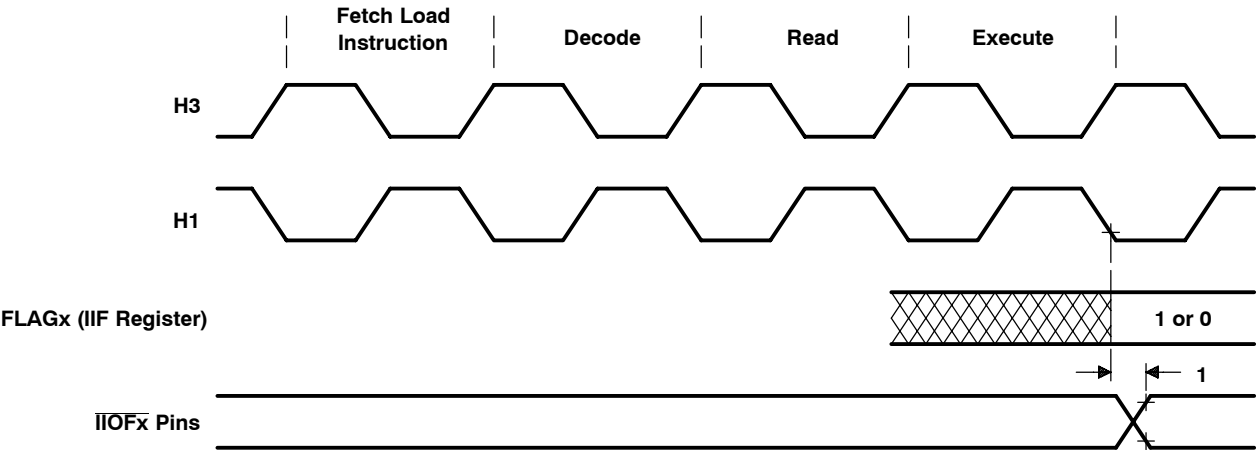 Fetch Load
Instruction
Decode
Read
Execute
H3
H1
FLAGx (IIF Register)
1 or 0
1
IIOFx Pins